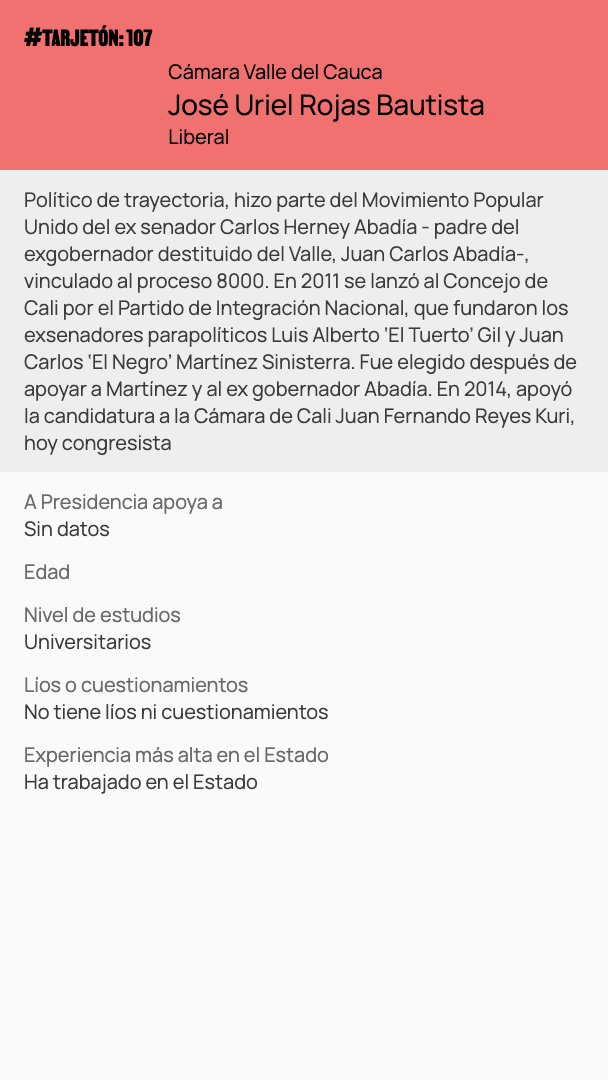 #TARJETÓN: 107
Cámara Valle del Cauca
José Uriel Rojas Bautista
Liberal
Político de trayectoria, hizo parte del Movimiento Popular
Unido del ex senador Carlos Herney Abadía - padre del
exgobernador destituido del Valle, Juan Carlos Abadía-,
vinculado al proceso 8000. En 2011 se lanzó al Concejo de
Cali por el Partido de Integración Nacional, que fundaron los
exsenadores parapolíticos Luis Alberto ‘El Tuerto’ Gil y Juan
Carlos ‘El Negro’ Martínez Sinisterra. Fue elegido después de
apoyar a Martínez y al ex gobernador Abadía. En 2014, apoyó
la candidatura a la Cámara de Cali Juan Fernando Reyes Kuri,
hoy congresista
A Presidencia apoya a
Sin datos
Edad
Nivel de estudios
Universitarios
Líos o cuestionamientos
No tiene líos ni cuestionamientos
Experiencia más alta en el Estado
Ha trabajado en el Estado